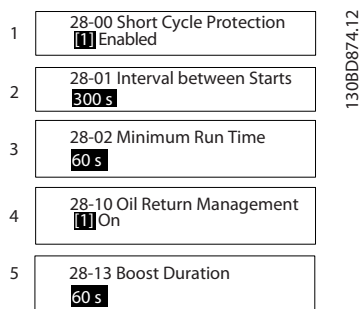 1
28-00 Short Cycle Protection
[1] Enabled
2
28-01 Interval between Starts
300 s
3
28-02 Minimum Run Time
60 s
4
28-10 Oil Return Management
[1] On
5
28-13 Boost Duration
60 s
130BD874.12